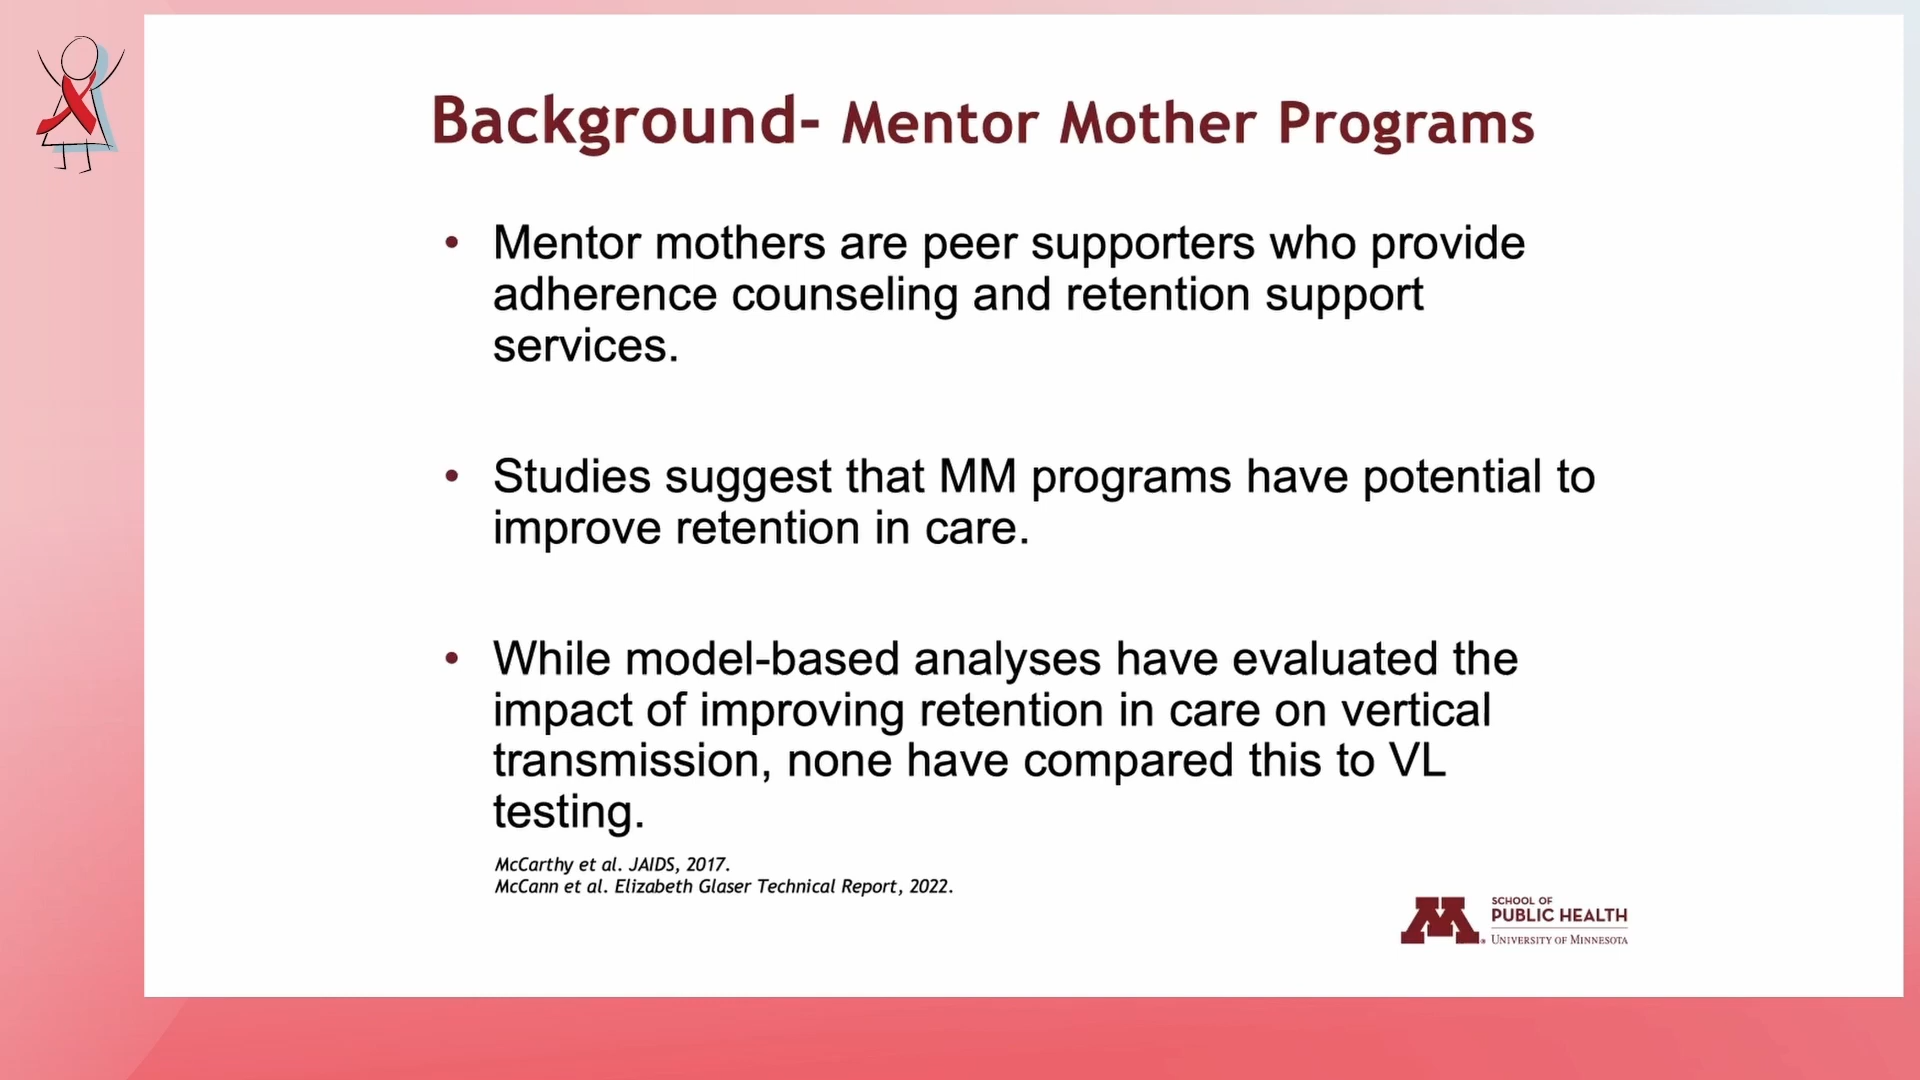 Background- Mentor Mother Programs
• Mentor mothers are peer supporters who provide
adherence counseling and retention support
services.
• Studies suggest that MM programs have potential to
improve retention in care.
• While model-based analyses have evaluated the
impact of improving retention in care on vertical
transmission, none have compared this to VL
testing.
McCarthy et al. JAIDS, 2017.
McCann et al. Elizabeth Glaser Technical Report, 2022.
M®
SCHOOL OF
PUBLIC HEALTH
UNIVERSITY OF MINNESOTA